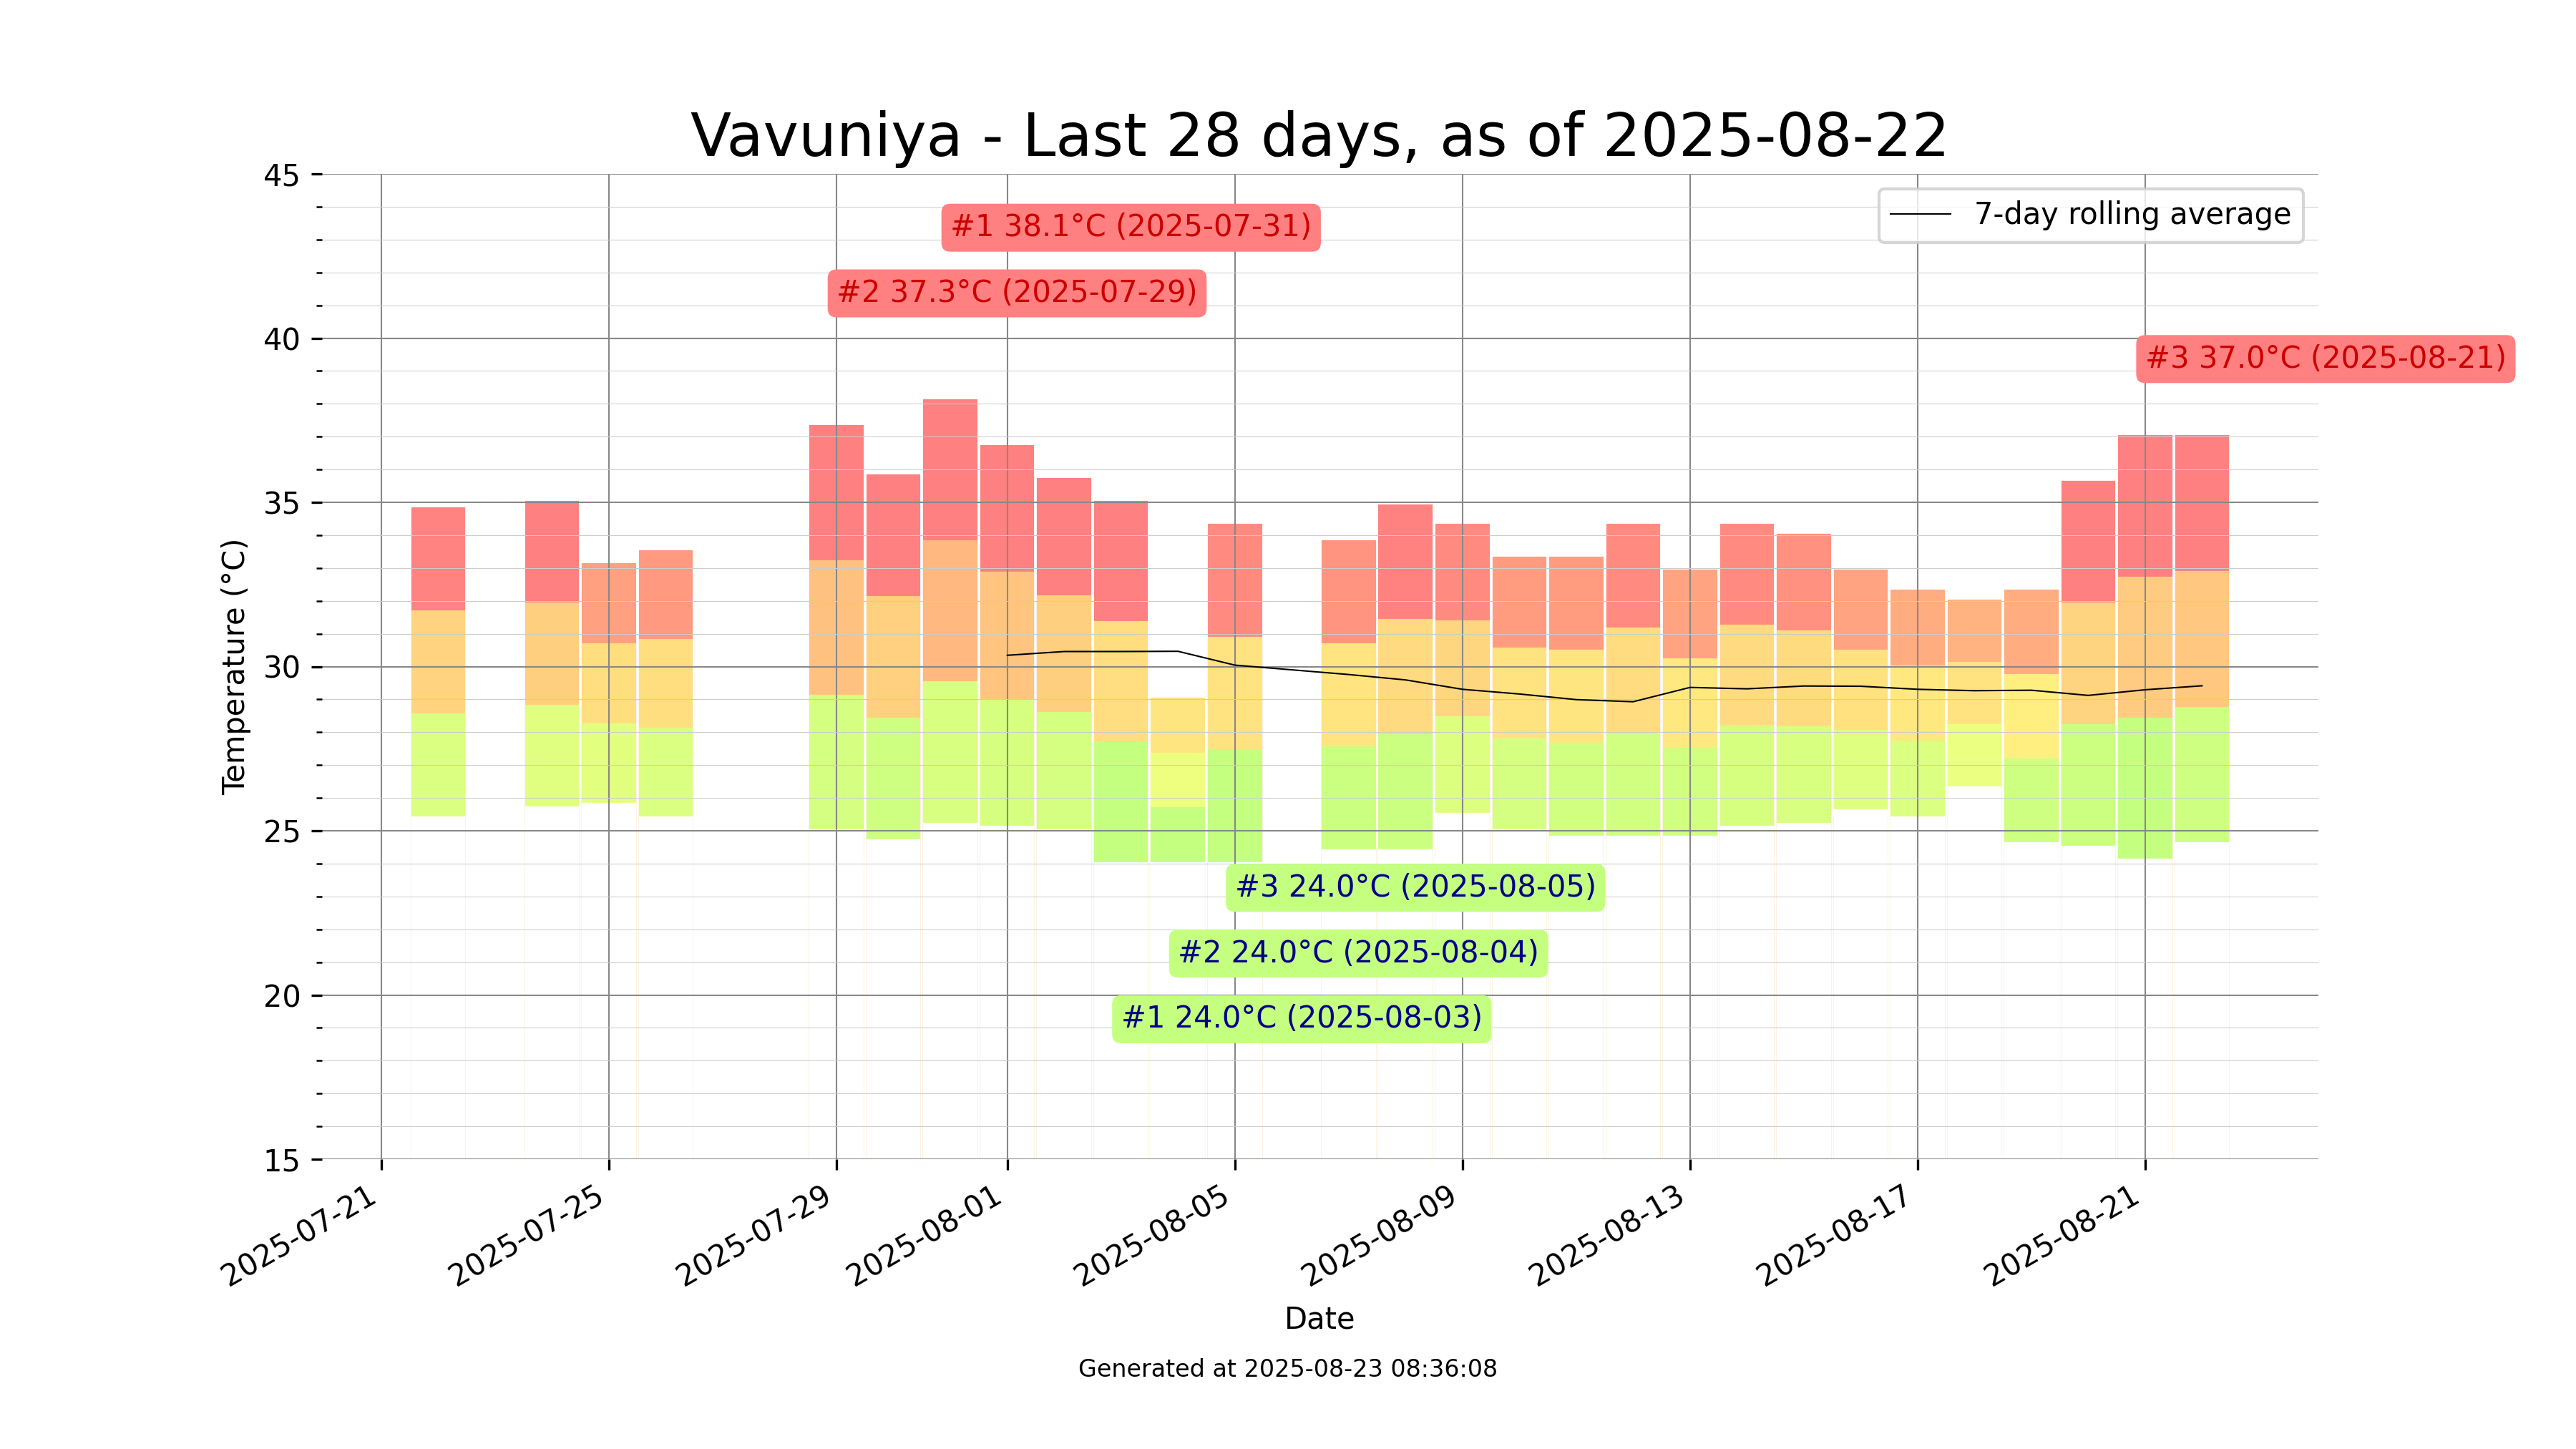 Vavuniya - Last 28 days, as of 2025-08-22
7-day rolling average
#1 38.1°C (2025-07-31)
#2 37.3°C (2025-07-29)
#3 37.0°C (2025-08-21)
#3 24.0°C (2025-08-05)
#2 24.0°C (2025-08-04)
#1 24.0°C (2025-08-03)
Temperature (°C)
45
40
35
30
25
20
15
2025-07-21
2025-07-25
2025-07-29
2025-08-01
2025-08-05
2025-08-09
2025-08-13
2025-08-17
2025-08-21
Date
Generated at 2025-08-23 08:36:08